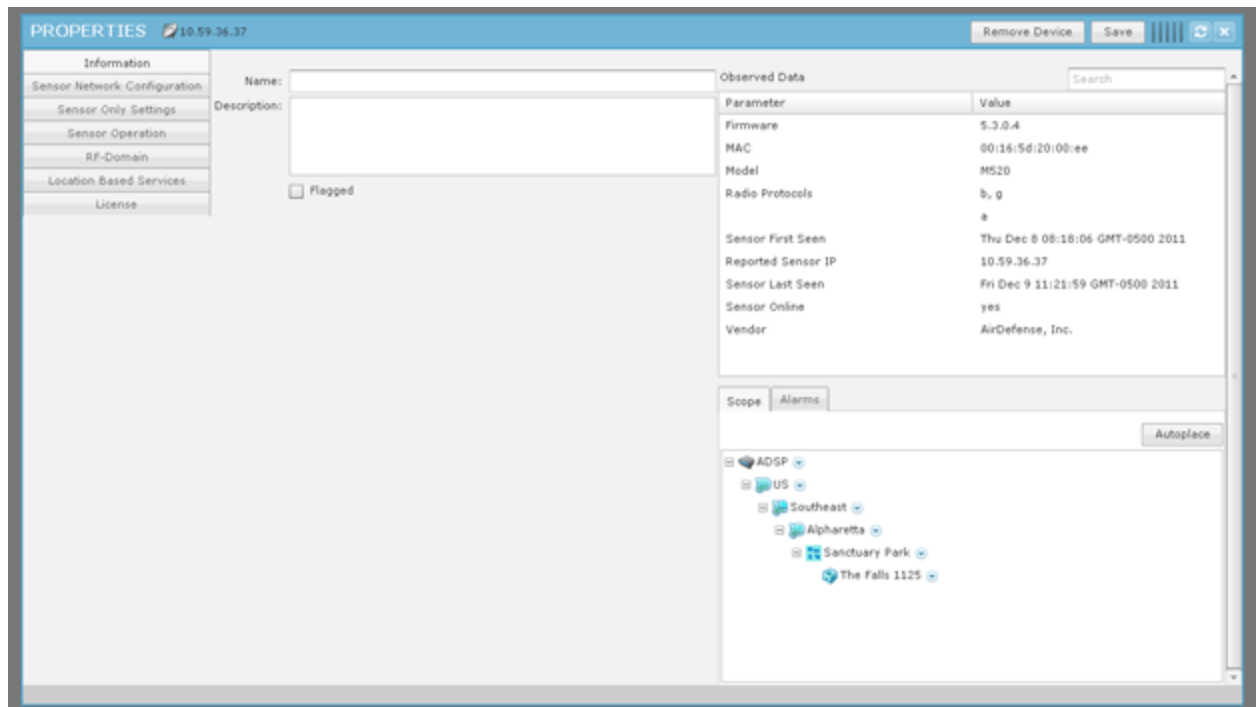 PROPERTIES 10.59.36.37 Remove Device Save
Information
Sensor Network Configuration
Sensor Only Settings
Sensor Operation
RF-Domain
Location Based Services
License
Name:
Description:
Flagged
Observed Data Search
Parameter Value
Firmware 5.3.0.4
MAC 00:16:5d:20:00:ee
Model M520
Radio Protocols b, g
a
Sensor First Seen Thu Dec 8 08:18:06 GMT-0500 2011
Reported Sensor IP 10.59.36.37
Sensor Last Seen Fri Dec 9 11:21:59 GMT-0500 2011
Sensor Online yes
Vendor AirDefense, Inc.
Scope Alarms
Autoplace
ADSP
US
Southeast
Alpharetta
Sanctuary Park
The Falls 1125